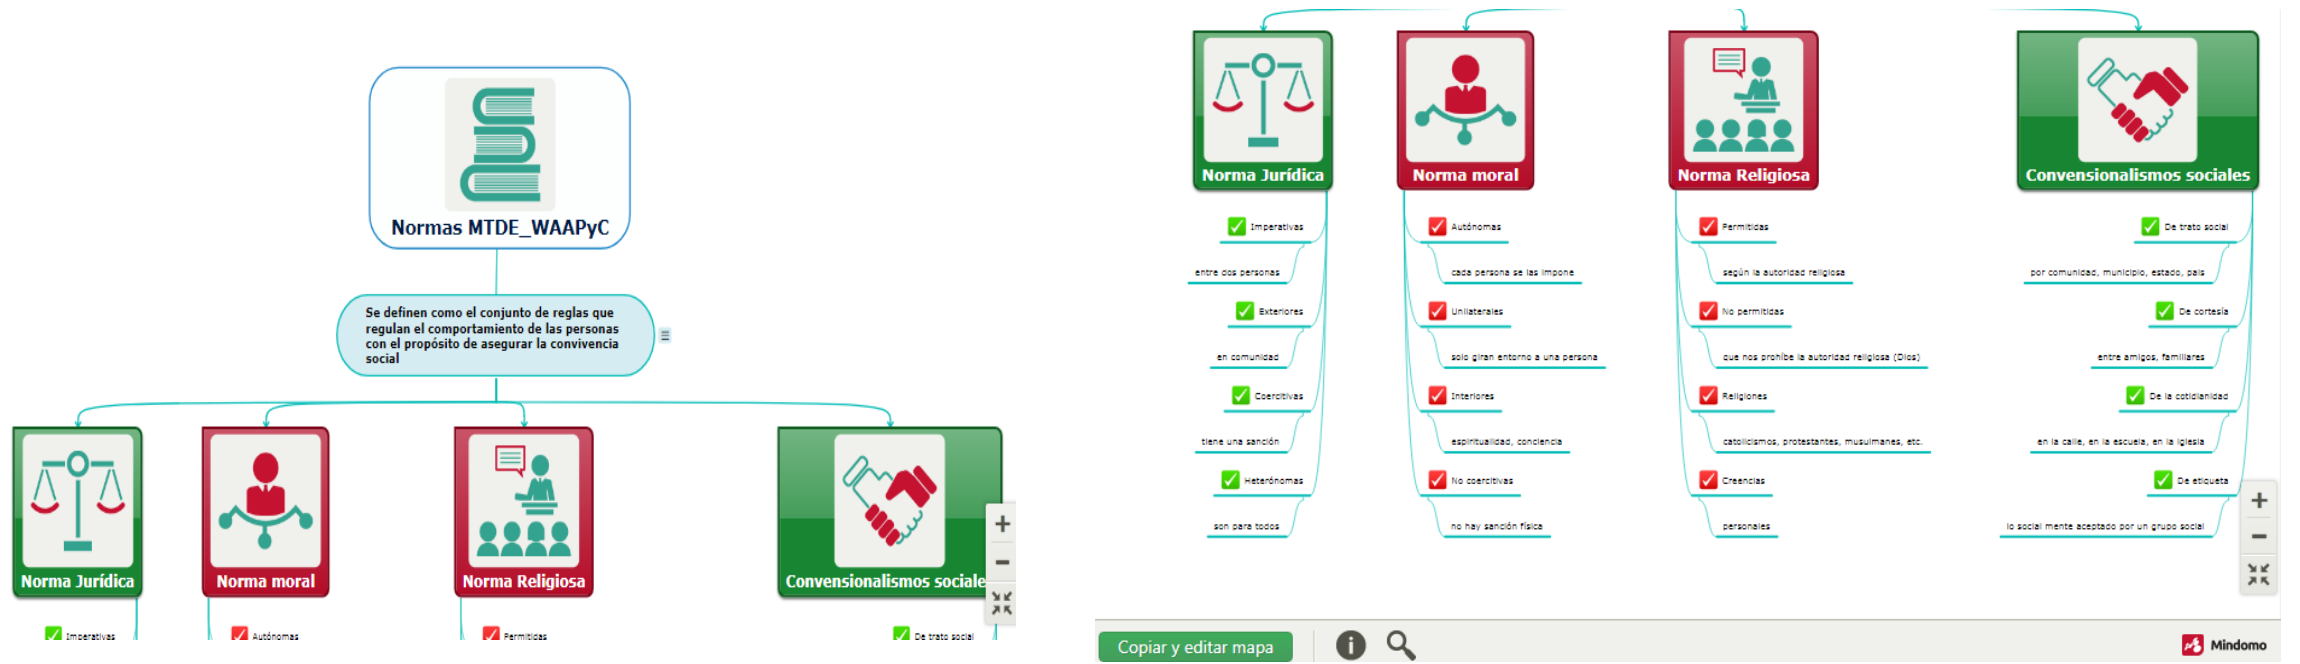 Normas MTDE_WAAPyC
Se definen como el conjunto de reglas que
regulan el comportamiento de las personas
con el propósito de asegurar la convivencia
social
Norma Jurídica
Norma moral
Norma Religiosa
Convensionalismos sociale
Imperativas
Autónomas
Permitidas
De trato social
Norma Jurídica
Imperativas
entre dos personas
Exteriores
en comunidad
Coercitivas
tiene una sanción
Heterónomas
son para todos
Norma moral
Autónomas
cada persona se las impone
Unilaterales
solo giran entorno a una persona
Interiores
espiritualidad, conciencia
No coercitivas
no hay sanción física
Norma Religiosa
Permitidas
según la autoridad religiosa
No permitidas
que nos prohíbe la autoridad religiosa (Dios)
Religiones
catolicismos, protestantes, musulmanes, etc.
Creencias
personales
Convensionalismos sociales
De trato social
por comunidad, municipio, estado, país
De cortesía
entre amigos, familiares
De la cotidianidad
en la calle, en la escuela, en la iglesia
De etiqueta
lo social mente aceptado por un grupo social
Copiar y editar mapa
Mindomo